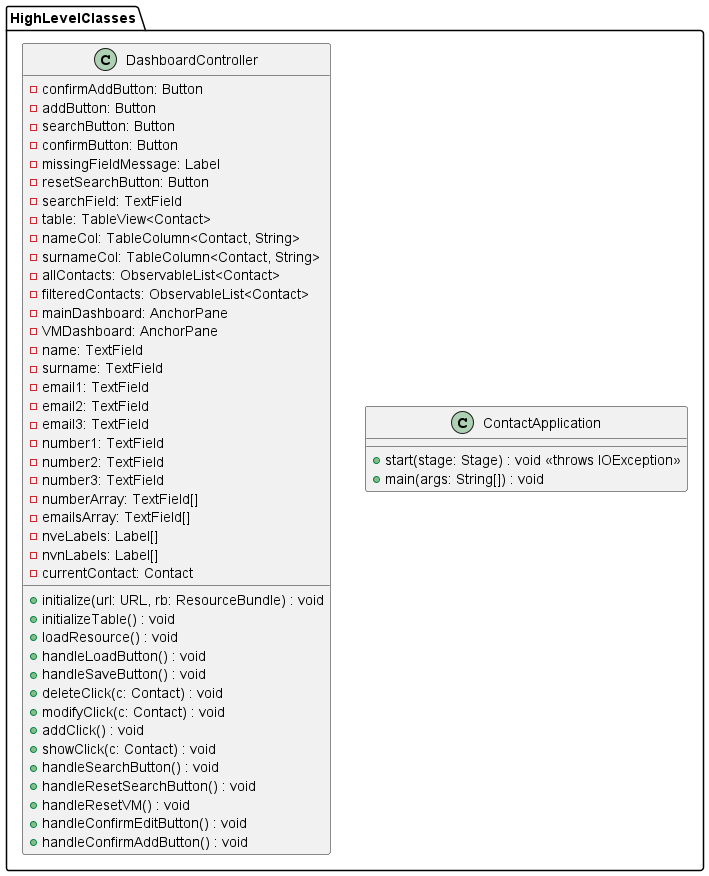 HighLevelClasses
C DashboardController
confirmAddButton: Button
addButton: Button
searchButton: Button
confirmButton: Button
missingFieldMessage: Label
resetSearchButton: Button
searchField: TextField
table: TableView<Contact>
nameCol: TableColumn<Contact, String>
surnameCol: TableColumn<Contact, String>
allContacts: ObservableList<Contact>
filteredContacts: ObservableList<Contact>
mainDashboard: AnchorPane
VMDashboard: AnchorPane
name: TextField
surname: TextField
email1: TextField
email2: TextField
email3: TextField
number1: TextField
number2: TextField
number3: TextField
numberArray: TextField[]
emailsArray: TextField[]
nveLabels: Label[]
nvnLabels: Label[]
currentContact: Contact
initialize(url: URL, rb: ResourceBundle) : void
initializeTable() : void
loadResource() : void
handleLoadButton() : void
handleSaveButton() : void
deleteClick(c: Contact) : void
modifyClick(c: Contact) : void
addClick() : void
showClick(c: Contact) : void
handleSearchButton() : void
handleResetSearchButton() : void
handleResetVM() : void
handleConfirmEditButton() : void
handleConfirmAddButton() : void
C ContactApplication
start(stage: Stage) : void «throws IOException»
main(args: String[]) : void